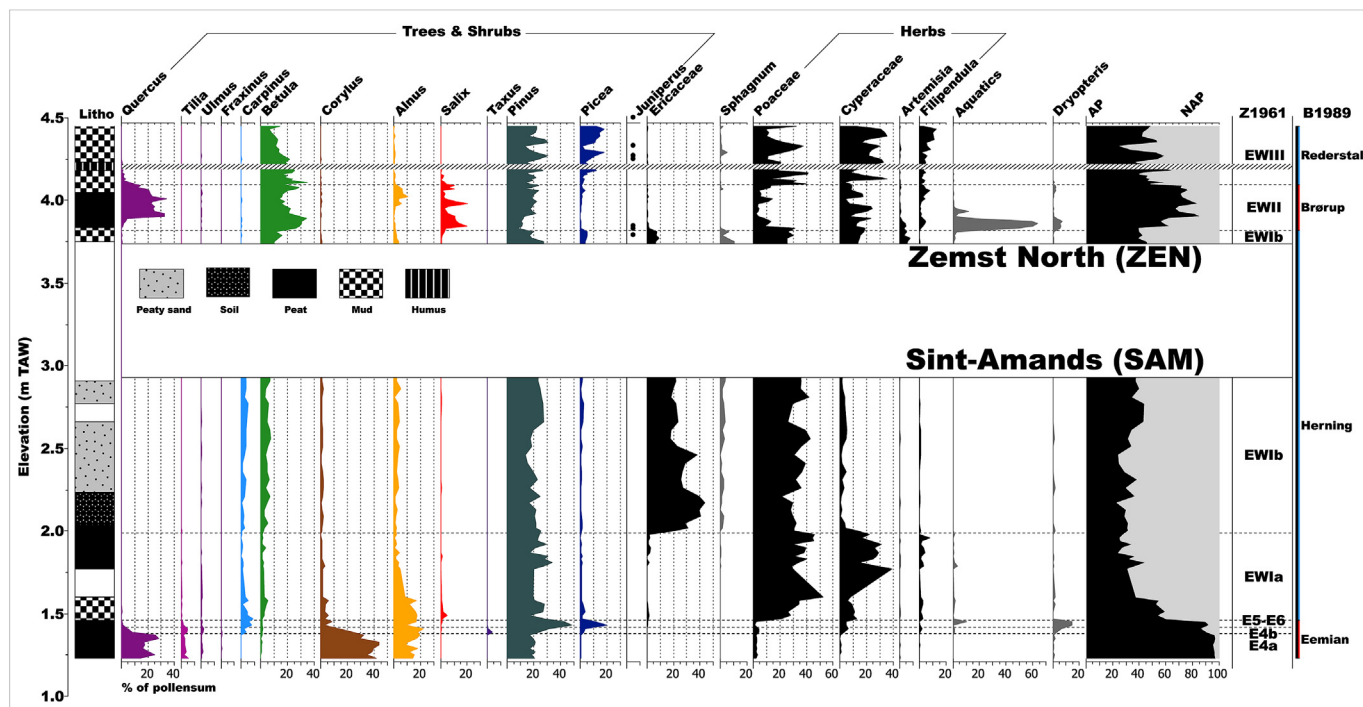 Trees & Shrubs
Herbs
Litho
Quercus
Tilia
Ulmus
Fraxinus
Carpinus
Betula
Corylus
Alnus
Salix
Taxus
Pinus
Picea
Juniperus
Ericaceae
Sphagnum
Poaceae
Cyperaceae
Artemisia
Filipendula
Aquatics
Dryopteris
AP
NAP
Z1961
B1989
4.5
EWIII
Rederstal
4.0
EWII
Brørup
EWIb
Zemst North (ZEN)
3.5
Peaty sand
Soil
Peat
Mud
Humus
3.0
Sint-Amands (SAM)
Elevation (m TAW)
2.5
EWIb
Herning
2.0
EWIa
1.5
E5-E6
E4b
E4a
Eemian
20 40 20 40 20 40 20 40 20 40 20 40 20 20 40 20 40 20 40 20 20 40 60 20 20 40 60 80 100
% of pollensum
1.0